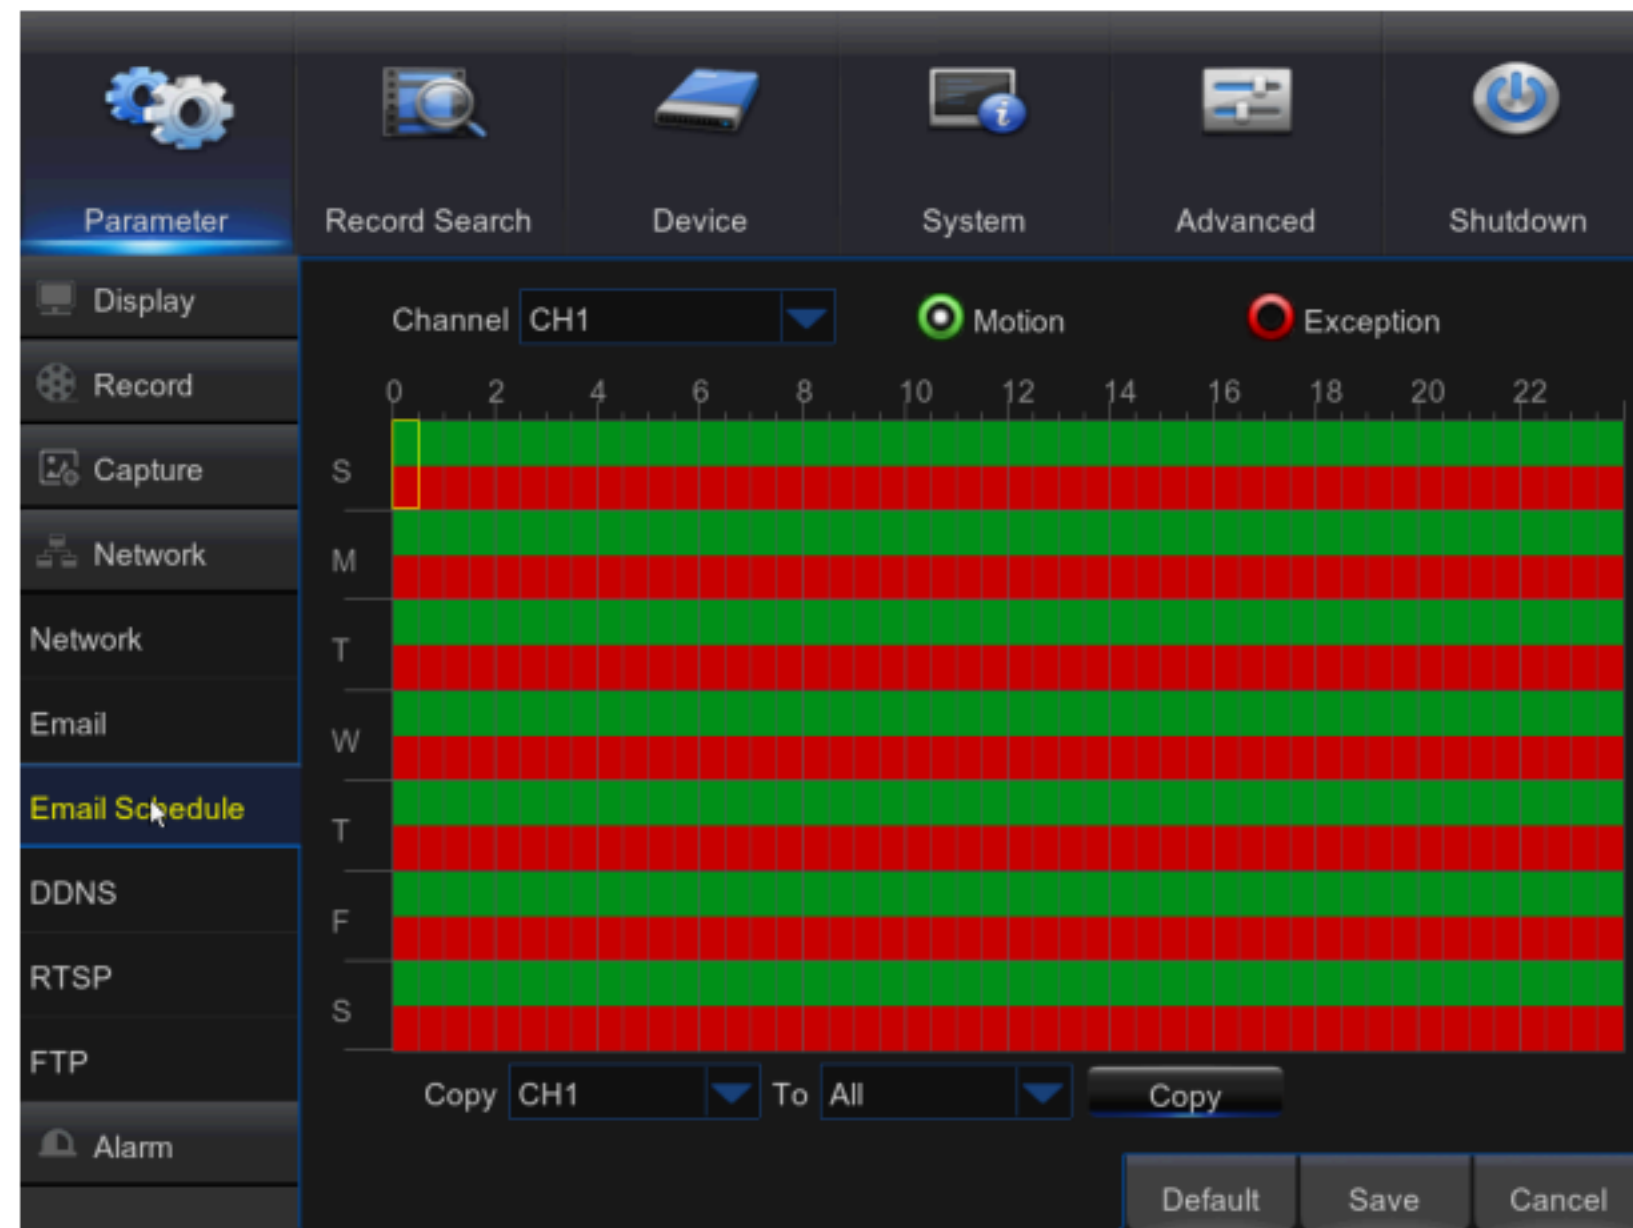 Parameter Record Search Device System Advanced Shutdown
Display
Channel CH1 Motion Exception
Record
0 2 4 6 8 10 12 14 16 18 20 22
Capture
S
Network
M
Network
T
Email
W
Email Schedule
T
DDNS
F
RTSP
S
FTP
Copy CH1 To All Copy
Alarm
Default Save Cancel